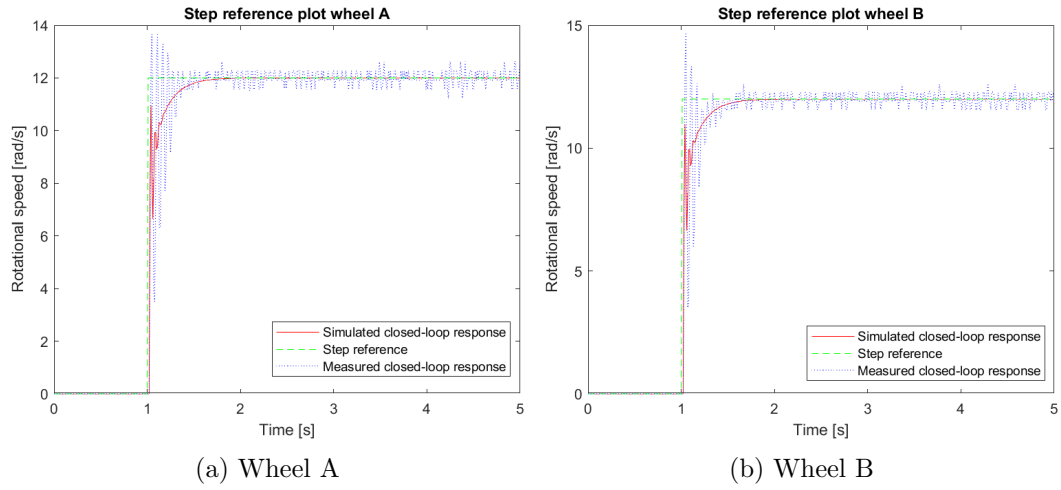 Step reference plot wheel A
14
12
10
8
6
4
2
0
Rotational speed [rad/s]
0 1 2 3 4 5
Time [s]
Simulated closed-loop response
Step reference
Measured closed-loop response
(a) Wheel A
Step reference plot wheel B
15
10
5
0
Rotational speed [rad/s]
0 1 2 3 4 5
Time [s]
Simulated closed-loop response
Step reference
Measured closed-loop response
(b) Wheel B